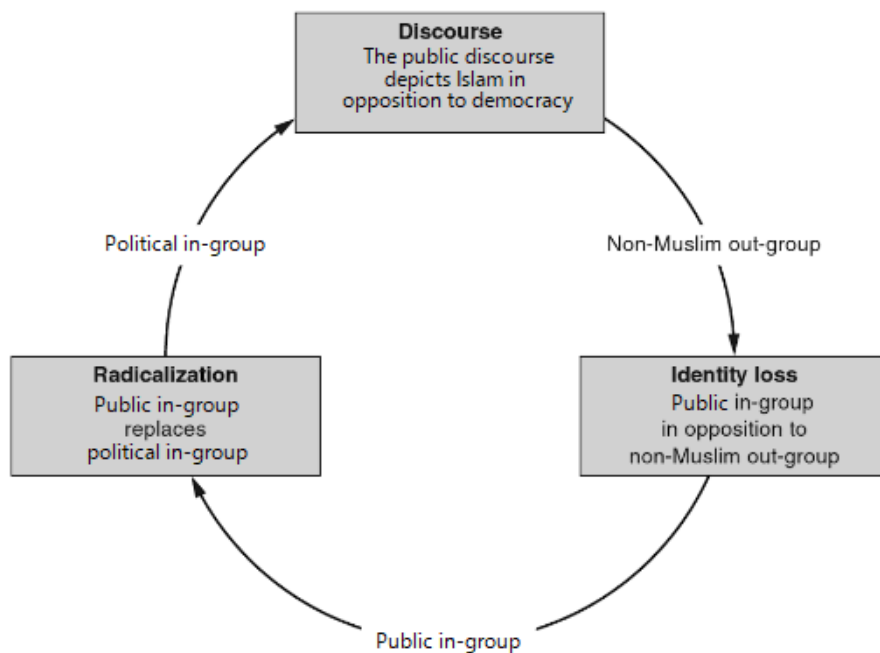 Discourse
The public discourse
depicts Islam in
opposition to democracy
Political in-group
Non-Muslim out-group
Radicalization
Public in-group
replaces
political in-group
Identity loss
Public in-group
in opposition to
non-Muslim out-group
Public in-group